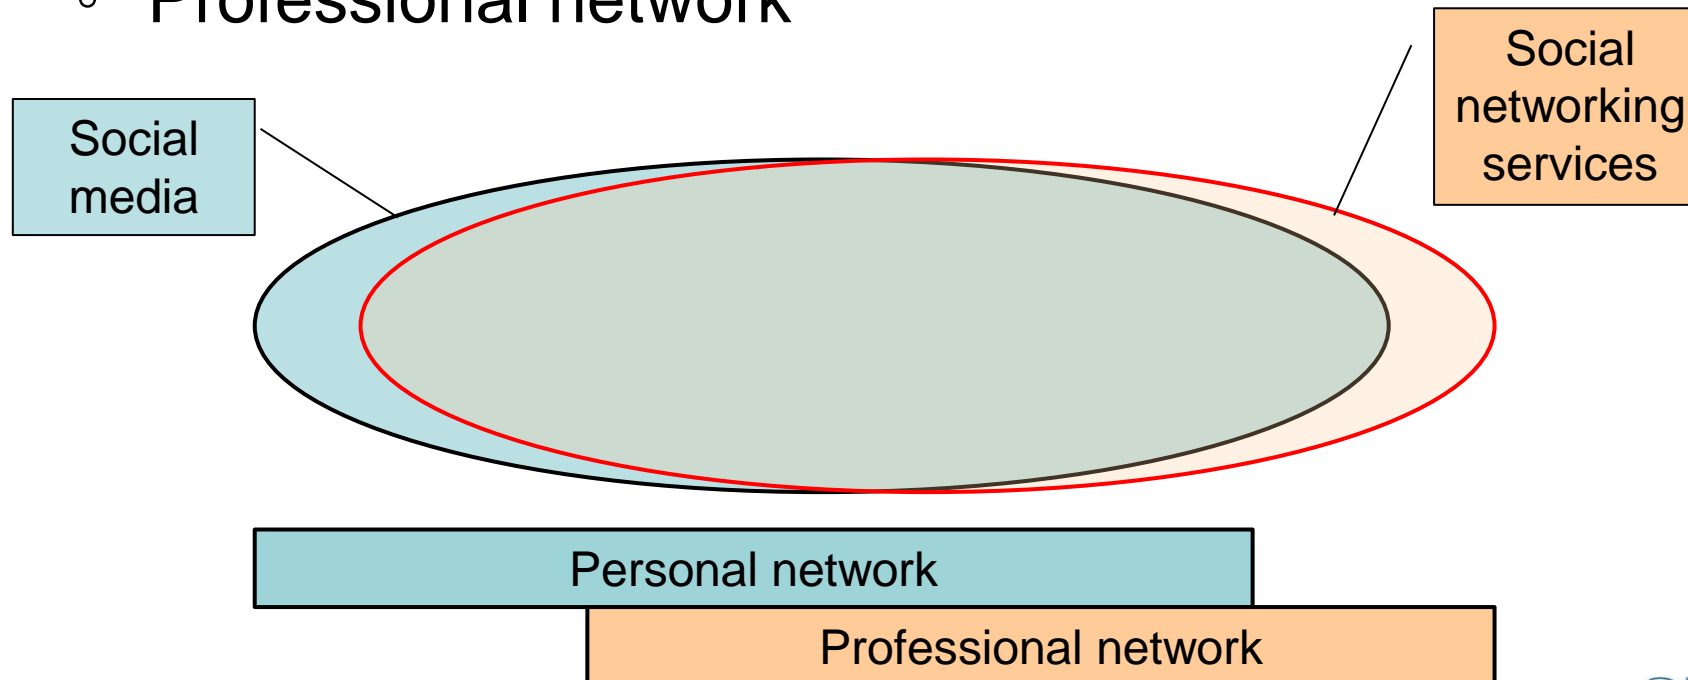 ◦ Professional network
Social
networking
services
Social
media
Personal network
Professional network